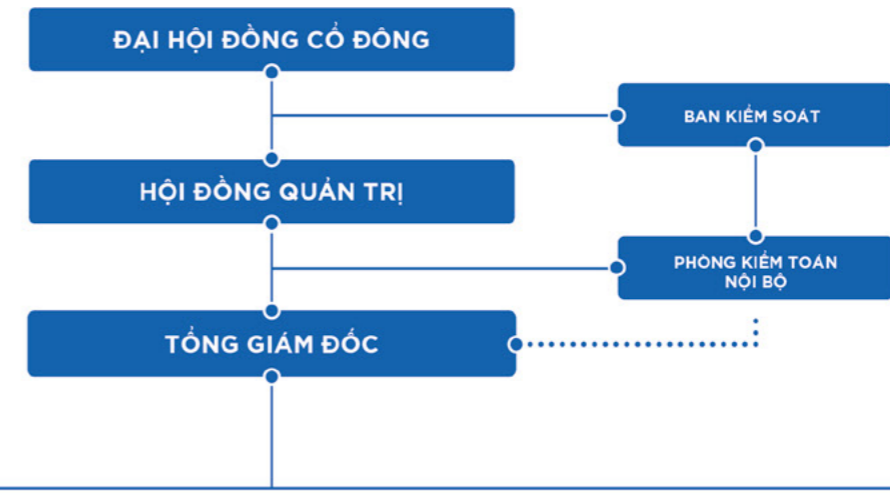 ĐẠI HỘI ĐỒNG CỔ ĐÔNG
BAN KIỂM SOÁT
HỘI ĐỒNG QUẢN TRỊ
PHÒNG KIỂM TOÁN
NỘI BỘ
TỔNG GIÁM ĐỐC